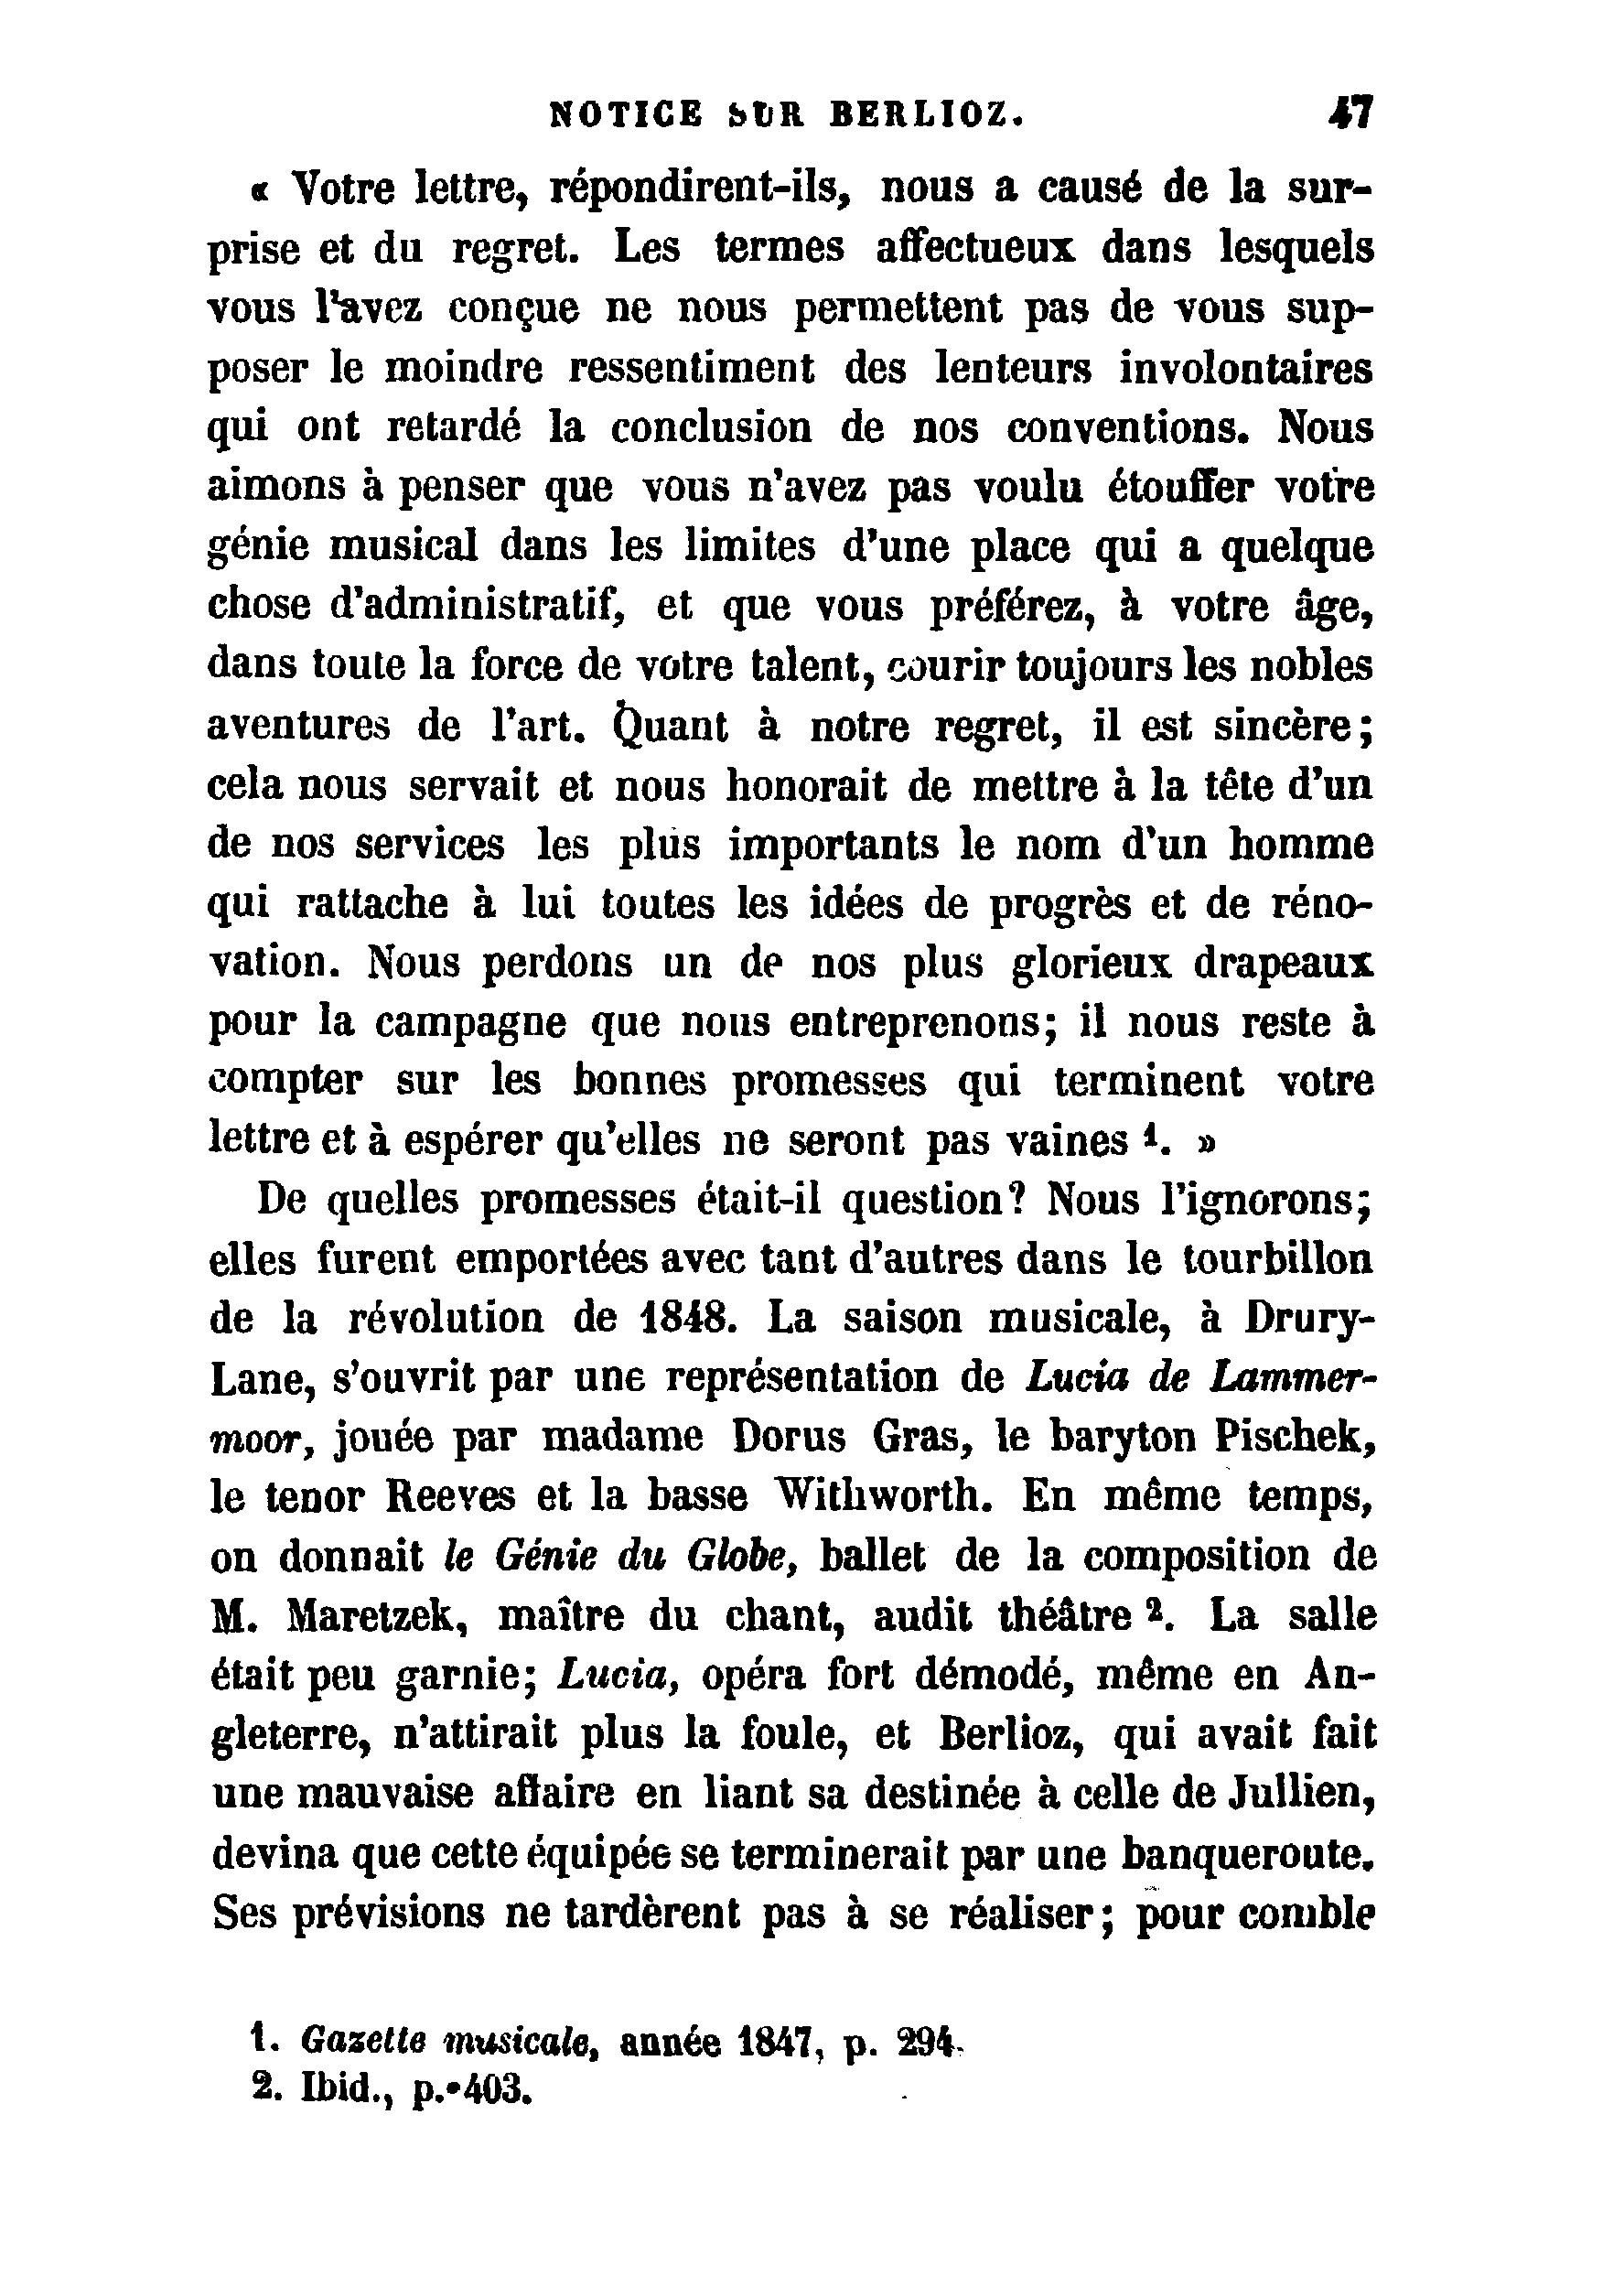 NOTICE SUR BERLIOZ. 47
« Votre lettre, répondirent-ils, nous a causé de la sur-
prise et du regret. Les termes affectueux dans lesquels
vous l'avez conçue ne nous permettent pas de vous sup-
poser le moindre ressentiment des lenteurs involontaires
qui ont retardé la conclusion de nos conventions. Nous
aimons à penser que vous n'avez pas voulu étouffer votre
génie musical dans les limites d'une place qui a quelque
chose d'administratif, et que vous préférez, à votre âge,
dans toute la force de votre talent, courir toujours les nobles
aventures de l'art. Quant à notre regret, il est sincère;
cela nous servait et nous honorait de mettre à la tête d'un
de nos services les plus importants le nom d'un homme
qui rattache à lui toutes les idées de progrès et de réno-
vation. Nous perdons un de nos plus glorieux drapeaux
pour la campagne que nous entreprenons; il nous reste à
compter sur les bonnes promesses qui terminent votre
lettre et à espérer qu'elles ne seront pas vaines 1. »
De quelles promesses était-il question? Nous l'ignorons;
elles furent emportées avec tant d'autres dans le tourbillon
de la révolution de 1848. La saison musicale, à Drury-
Lane, s'ouvrit par une représentation de Lucia de Lammer-
moor, jouée par madame Dorus Gras, le baryton Pischek,
le tenor Reeves et la basse Withworth. En même temps,
on donnait le Génie du Globe, ballet de la composition de
M. Maretzek, maître du chant, audit théâtre 2. La salle
était peu garnie; Lucia, opéra fort démodé, même en An-
gleterre, n'attirait plus la foule, et Berlioz, qui avait fait
une mauvaise affaire en liant sa destinée à celle de Jullien,
devina que cette équipée se terminerait par une banqueroute.
Ses prévisions ne tardèrent pas à se réaliser; pour comble
1. Gazette musicale, année 1847, p. 294.
2. Ibid., p. 403.